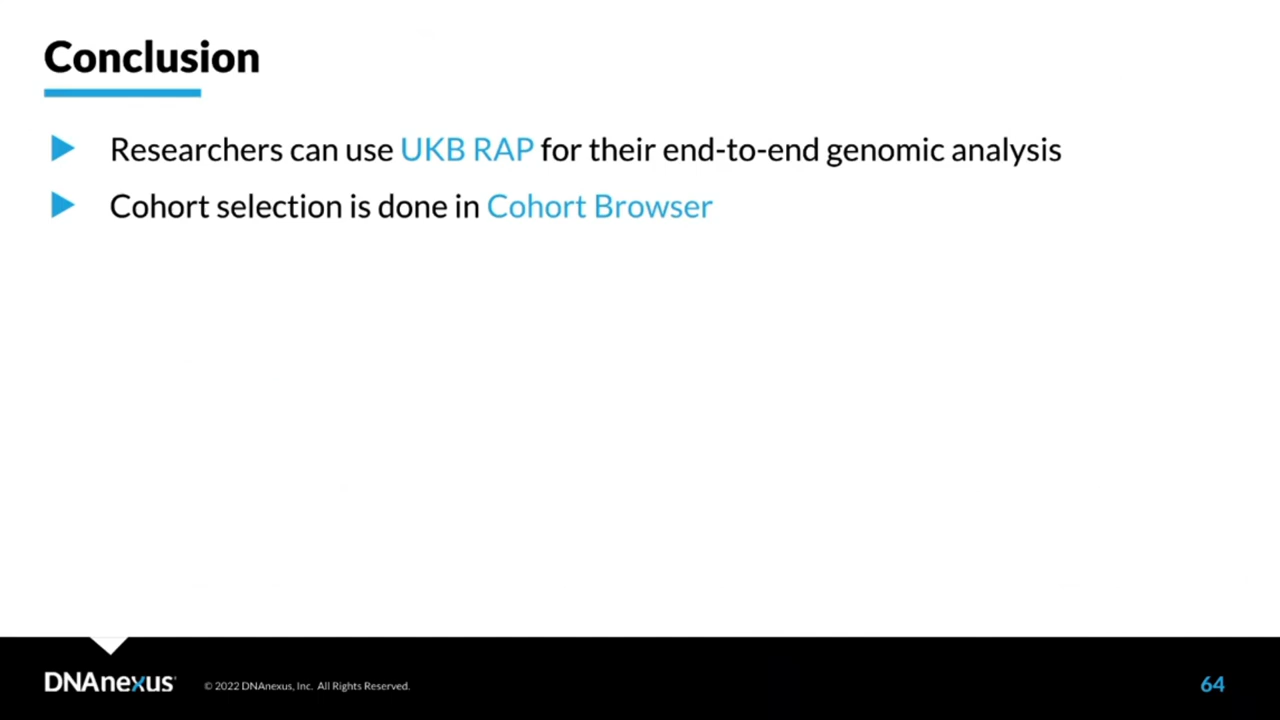 Conclusion
Researchers can use UKB RAP for their end-to-end genomic analysis
Cohort selection is done in Cohort Browser
DNAnexus
© 2022 DNAnexus, Inc. All Rights Reserved.
64